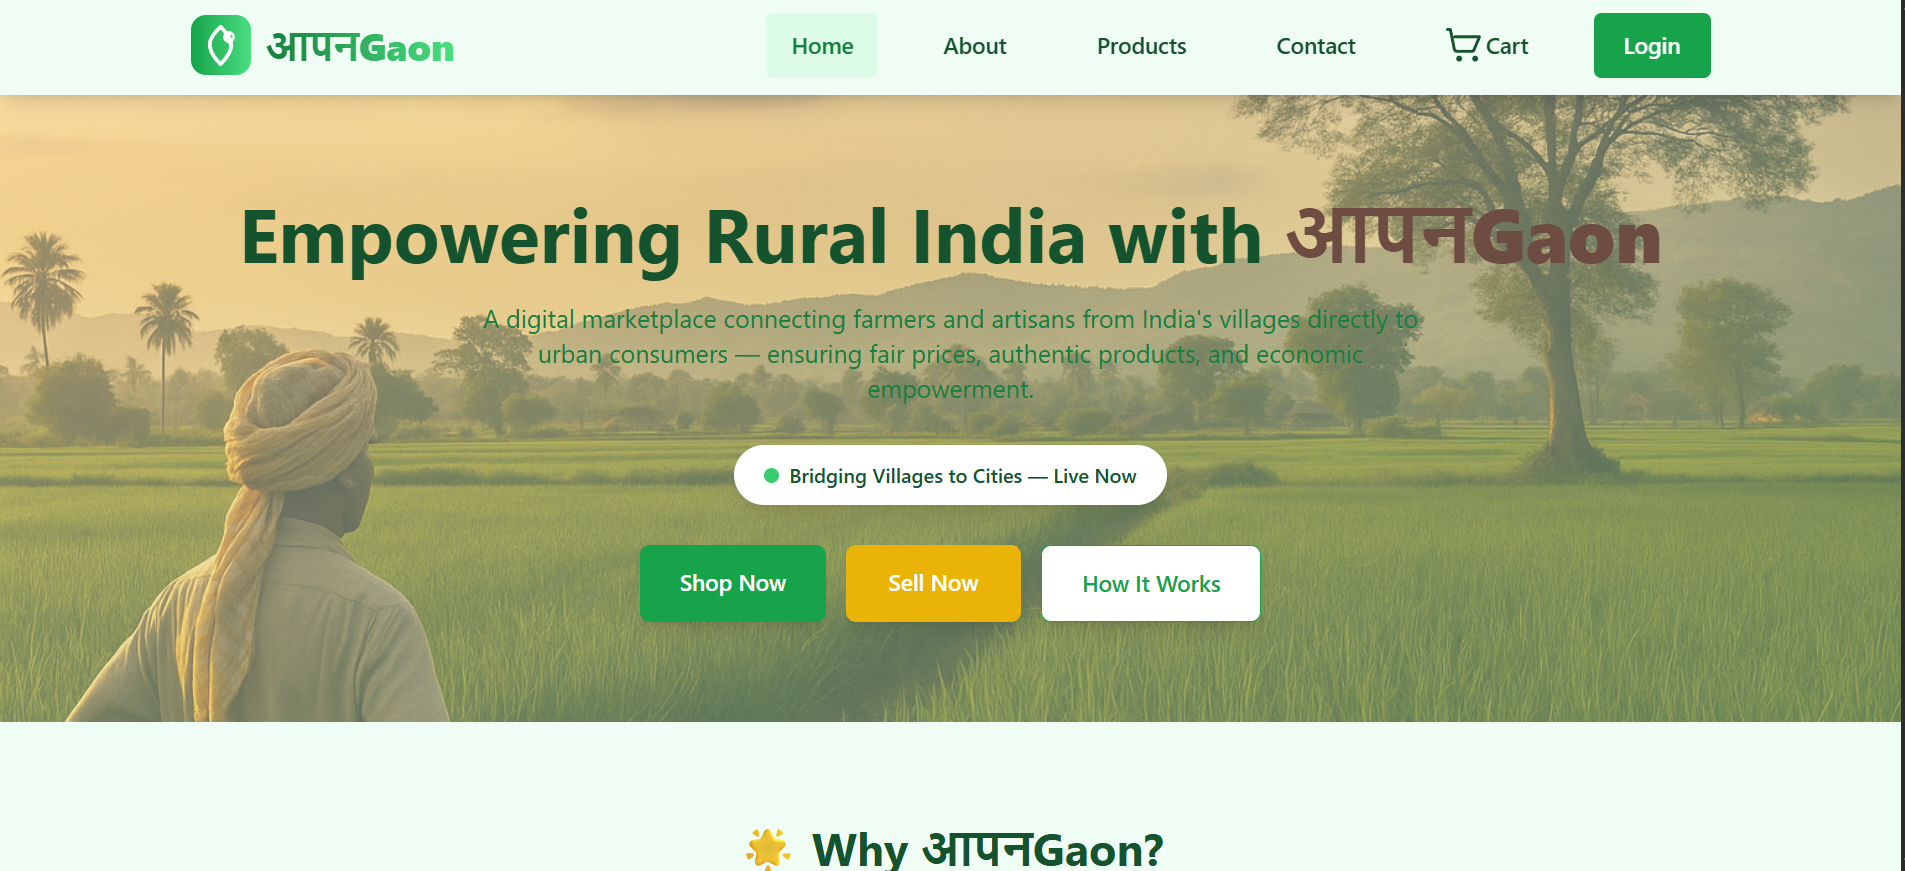 आपनGaon
Home
About
Products
Contact
Cart
Login
Empowering Rural India with आपनGaon
A digital marketplace connecting farmers and artisans from India's villages directly to
urban consumers — ensuring fair prices, authentic products, and economic
empowerment.
Bridging Villages to Cities — Live Now
Shop Now
Sell Now
How It Works
Why आपनGaon?